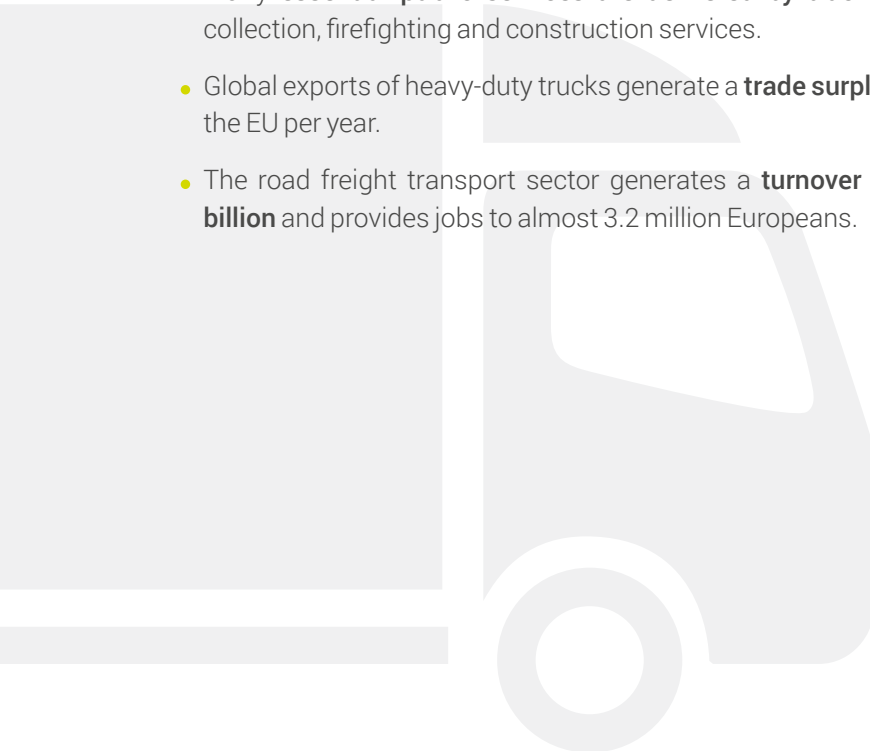 collection, firefighting and construction services.
• Global exports of heavy-duty trucks generate a trade surpl
the EU per year.
• The road freight transport sector generates a turnover
billion and provides jobs to almost 3.2 million Europeans.